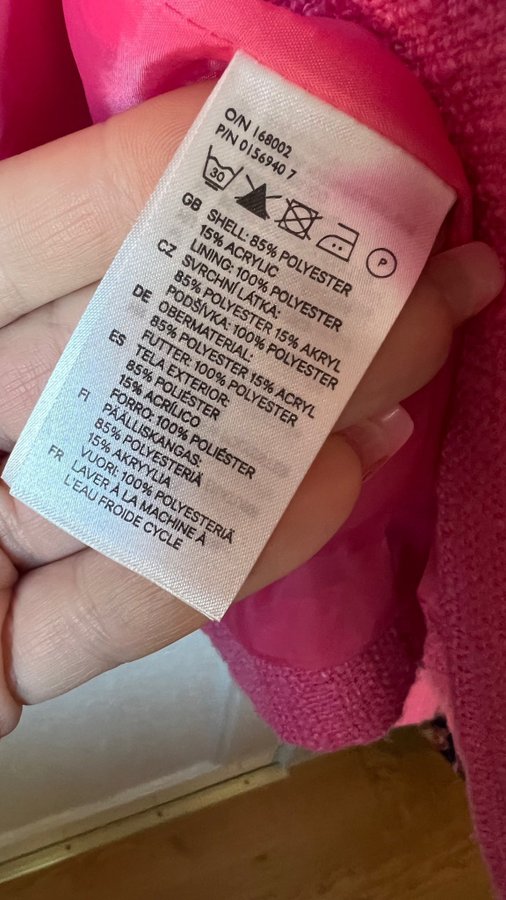 O/N 168002
P/N 0156940 7
30 P
GB SHELL: 85% POLYESTER
15% ACRYLIC
LINING: 100% POLYESTER
CZ SVRCHNÍ LÁTKA:
85% POLYESTER 15% AKRYL
PODŠÍVKA: 100% POLYESTER
DE OBERMATERIAL:
85% POLYESTER 15% ACRYL
FUTTER: 100% POLYESTER
ES TELA EXTERIOR:
85% POLIÉSTER
15% ACRÍLICO
FORRO: 100% POLIÉSTER
FI PÄÄLLISKANGAS:
85% POLYESTERIÄ
15% AKRYYLIA
VUORI: 100% POLYESTERIÄ
FR LAVER À LA MACHINE À
L'EAU FROIDE CYCLE